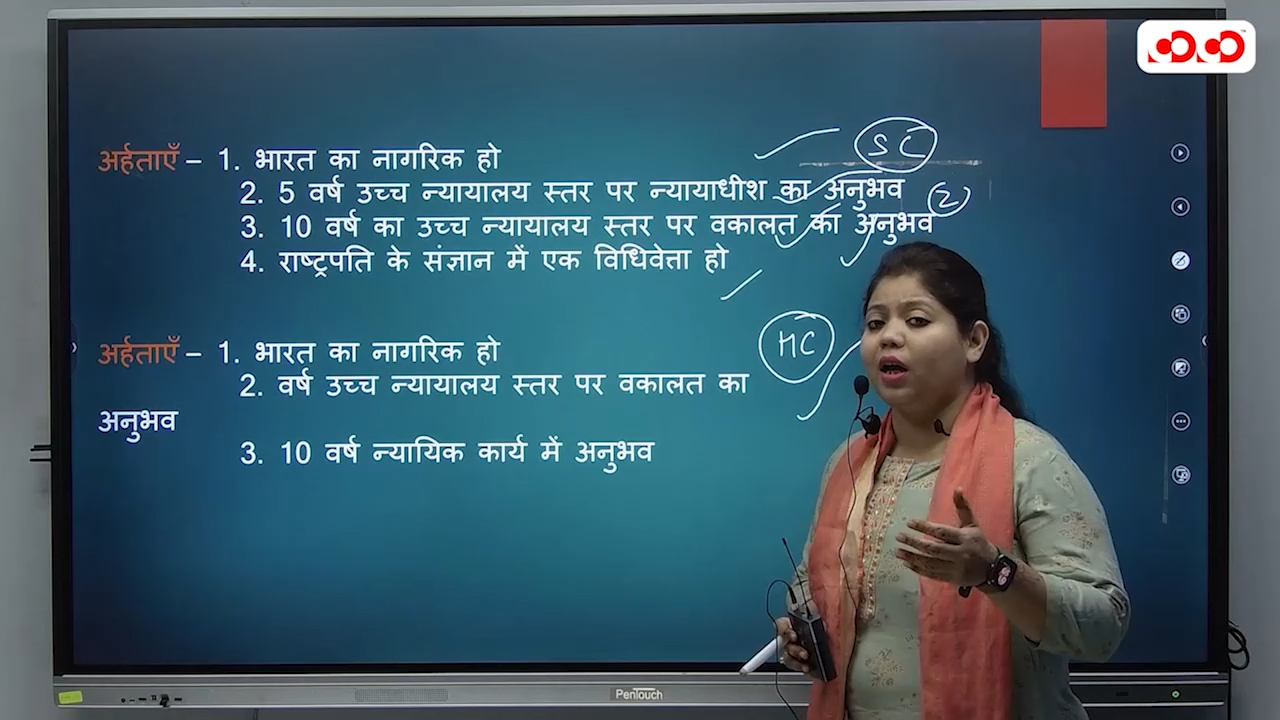 SC
अर्हताएँ – 1. भारत का नागरिक हो
2. 5 वर्ष उच्च न्यायालय स्तर पर न्यायाधीश का अनुभव
2
3. 10 वर्ष का उच्च न्यायालय स्तर पर वकालत का अनुभव
4. राष्ट्रपति के संज्ञान में एक विधिवेत्ता हो
HC
अर्हताएँ – 1. भारत का नागरिक हो
2. वर्ष उच्च न्यायालय स्तर पर वकालत का
अनुभव
3. 10 वर्ष न्यायिक कार्य में अनुभव
PenTouch